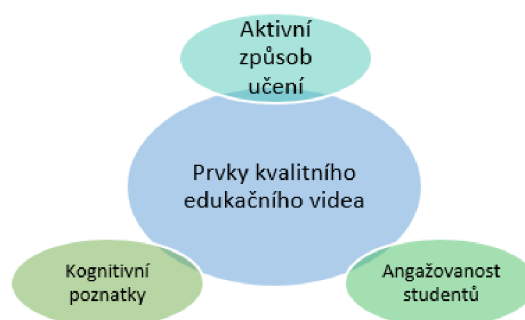 Aktivní
způsob
učení
Prvky kvalitního
edukačního videa
Kognitivní
poznatky
Angažovanost
studentů